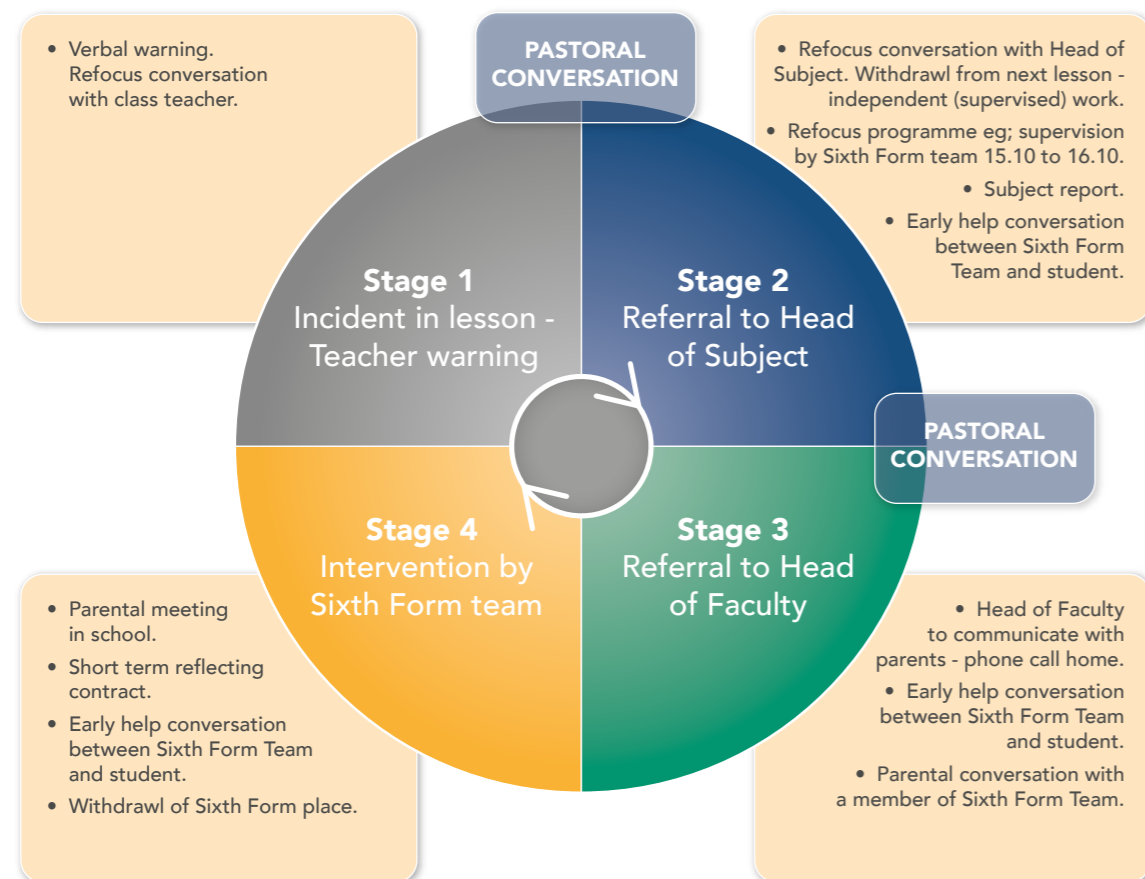 • Verbal warning.
Refocus conversation
with class teacher.
PASTORAL
CONVERSATION
• Refocus conversation with Head of
Subject. Withdrawl from next lesson -
independent (supervised) work.
• Refocus programme eg; supervision
by Sixth Form team 15.10 to 16.10.
• Subject report.
• Early help conversation
between Sixth Form
Team and student.
Stage 1
Incident in lesson -
Teacher warning
Stage 2
Referral to Head
of Subject
PASTORAL
CONVERSATION
Stage 4
Intervention by
Sixth Form team
Stage 3
Referral to Head
of Faculty
• Parental meeting
in school.
• Short term reflecting
contract.
• Early help conversation
between Sixth Form Team
and student.
• Withdrawl of Sixth Form place.
• Head of Faculty
to communicate with
parents - phone call home.
• Early help conversation
between Sixth Form Team
and student.
• Parental conversation with
a member of Sixth Form Team.